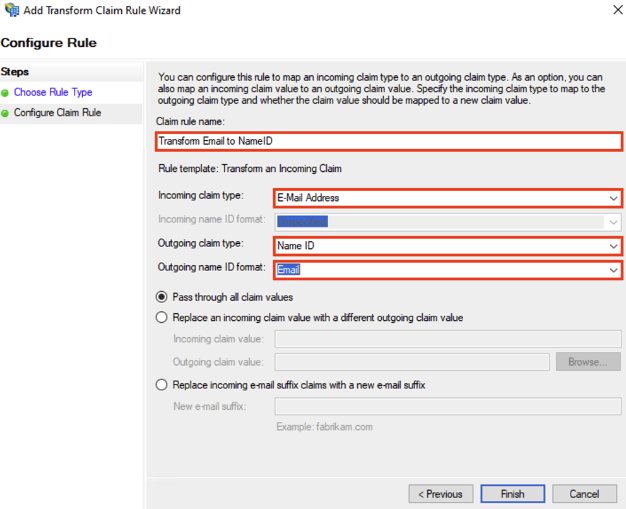 Add Transform Claim Rule Wizard
Configure Rule
Steps
Choose Rule Type
Configure Claim Rule
You can configure this rule to map an incoming claim type to an outgoing claim type. As an option, you can
also map an incoming claim value to an outgoing claim value. Specify the incoming claim type to map to the
outgoing claim type and whether the claim value should be mapped to a new claim value.
Claim rule name:
Transform Email to NameID
Rule template: Transform an Incoming Claim
Incoming claim type:
E-Mail Address
Incoming name ID format:
Outgoing claim type:
Name ID
Outgoing name ID format:
Email
Pass through all claim values
Replace an incoming claim value with a different outgoing claim value
Incoming claim value:
Outgoing claim value:
Browse...
Replace incoming e-mail suffix claims with a new e-mail suffix
New e-mail suffix:
Example: fabrikam.com
< Previous
Finish
Cancel